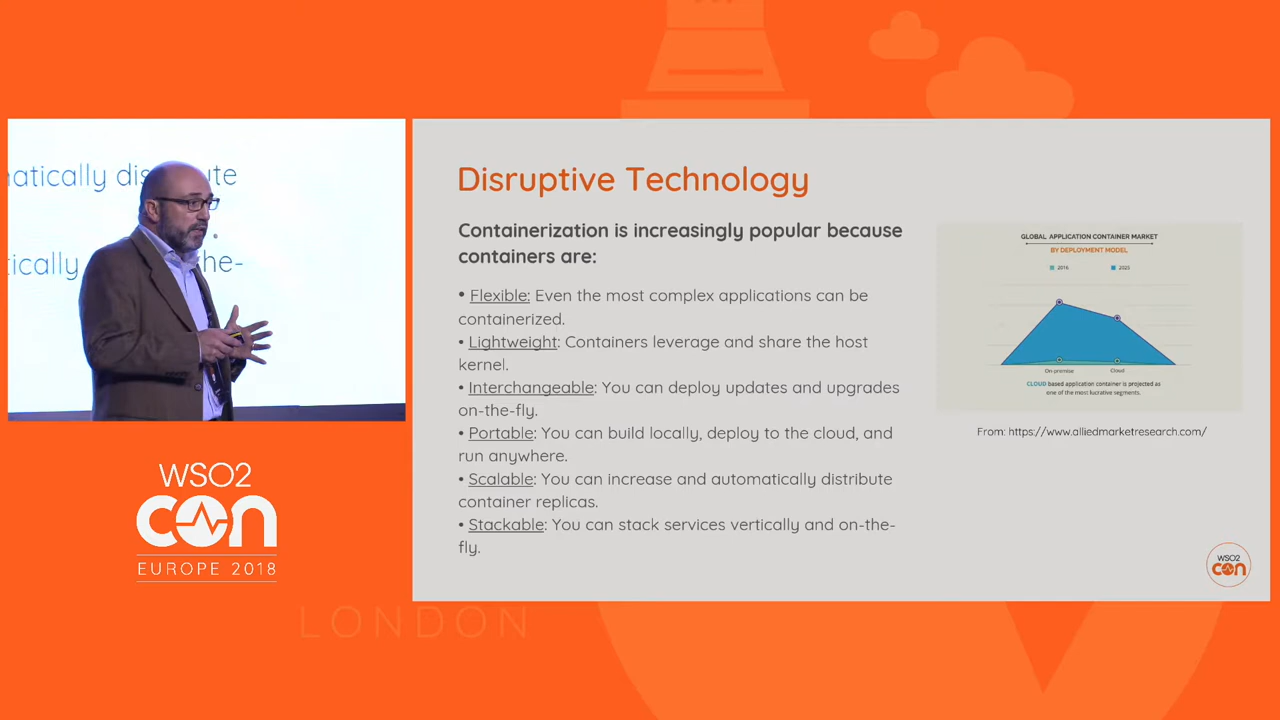 natically dis ute
tically he-
WSO2
con
EUROPE 2018
LONDON
Disruptive Technology
Containerization is increasingly popular because
containers are:
• Flexible: Even the most complex applications can be
containerized.
• Lightweight: Containers leverage and share the host
kernel.
• Interchangeable: You can deploy updates and upgrades
on-the-fly.
• Portable: You can build locally, deploy to the cloud, and
run anywhere.
• Scalable: You can increase and automatically distribute
container replicas.
• Stackable: You can stack services vertically and on-the-
fly.
GLOBAL APPLICATION CONTAINER MARKET
BY DEPLOYMENT MODEL
2016 2023
On-premise Cloud
CLOUD based application container is projected as
one of the most lucrative segments.
From: https://www.alliedmarketresearch.com/
WSO2
con